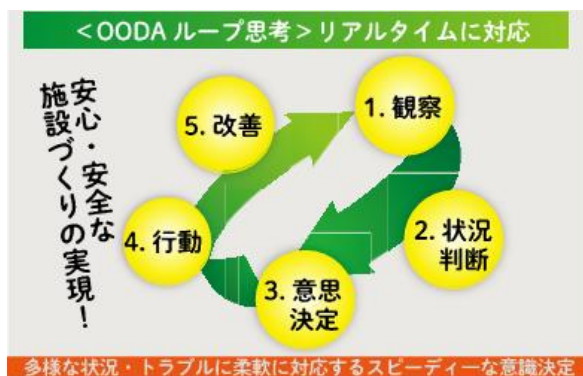 <OODA ループ思考>リアルタイムに対応
安心・安全な
施設づくりの実現！
1. 観察
2. 状況
判断
3. 意思
決定
4. 行動
5. 改善
多様な状況・トラブルに柔軟に対応するスピーディーな意識決定